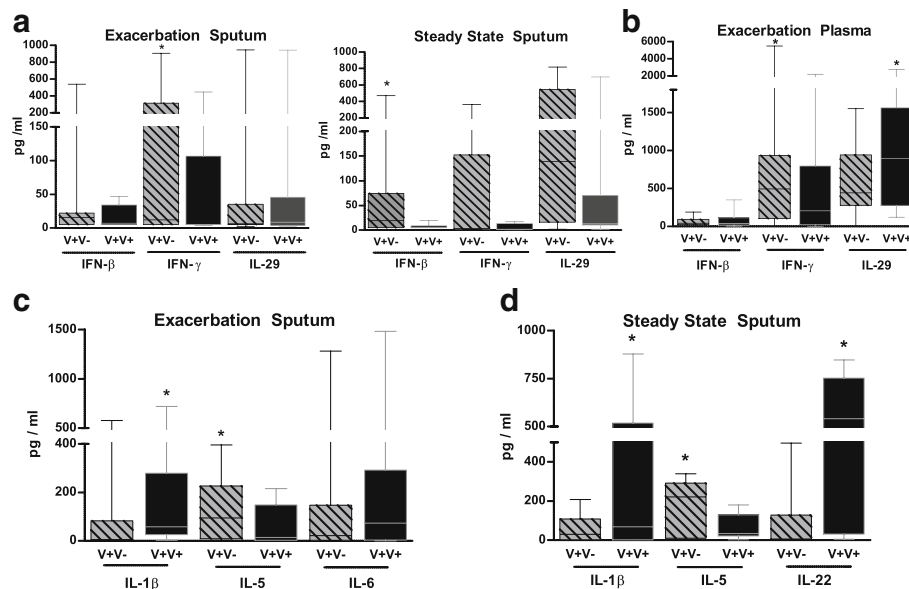 a
Exacerbation Sputum
1000
800
600
400
200
150
100
50
0
pg /ml
*
V+V- V+V+ V+V- V+V+ V+V- V+V+
IFN-β IFN-γ IL-29
Steady State Sputum
1000
800
600
400
200
200
150
100
50
0
pg / ml
*
V+V- V+V+ V+V- V+V+ V+V- V+V+
IFN-β IFN-γ IL-29
b
Exacerbation Plasma
6000
4000
2000
1500
1000
500
0
pg / ml
* *
V+V- V+V+ V+V- V+V+ V+V- V+V+
IFN-β IFN-γ IL-29
c
Exacerbation Sputum
1500
1000
500
400
200
0
pg / ml
* *
V+V- V+V+ V+V- V+V+ V+V- V+V+
IL-1β IL-5 IL-6
d
Steady State Sputum
1000
750
500
400
200
0
pg / ml
* * *
V+V- V+V+ V+V- V+V+ V+V- V+V+
IL-1β IL-5 IL-22